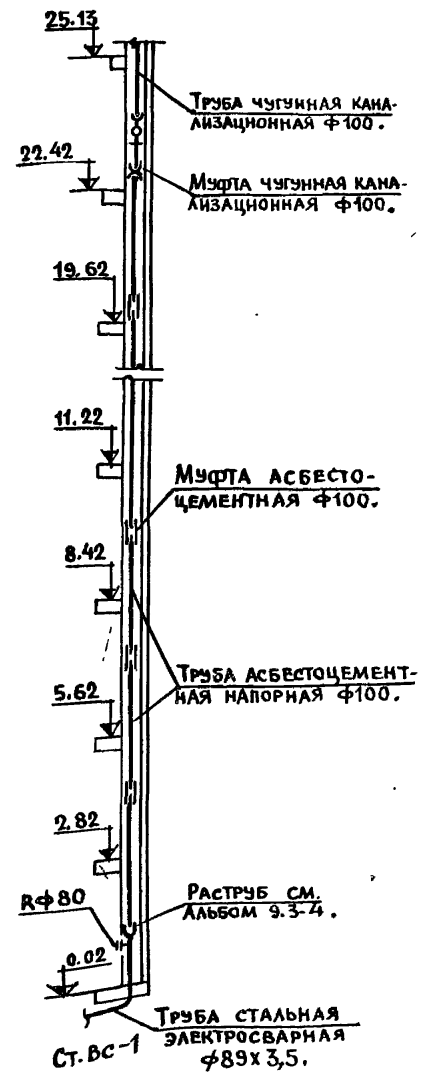 25.13
ТРУБА ЧУГУННАЯ КАНА-
ЛИЗАЦИОННАЯ Ф100.
22.42
МУФТА ЧУГУННАЯ КАНА-
ЛИЗАЦИОННАЯ Ф100.
19.62
11.22
МУФТА АСБЕСТО-
ЦЕМЕНТНАЯ Ф100.
8.42
ТРУБА АСБЕСТОЦЕМЕНТ-
НАЯ НАПОРНАЯ Ф100.
5.62
2.82
РАСТРУБ СМ.
АЛЬБОМ 9.3-4.
RФ80
0.02
ТРУБА СТАЛЬНАЯ
ЭЛЕКТРОСВАРНАЯ
Ф89х3,5.
СТ. ВС-1